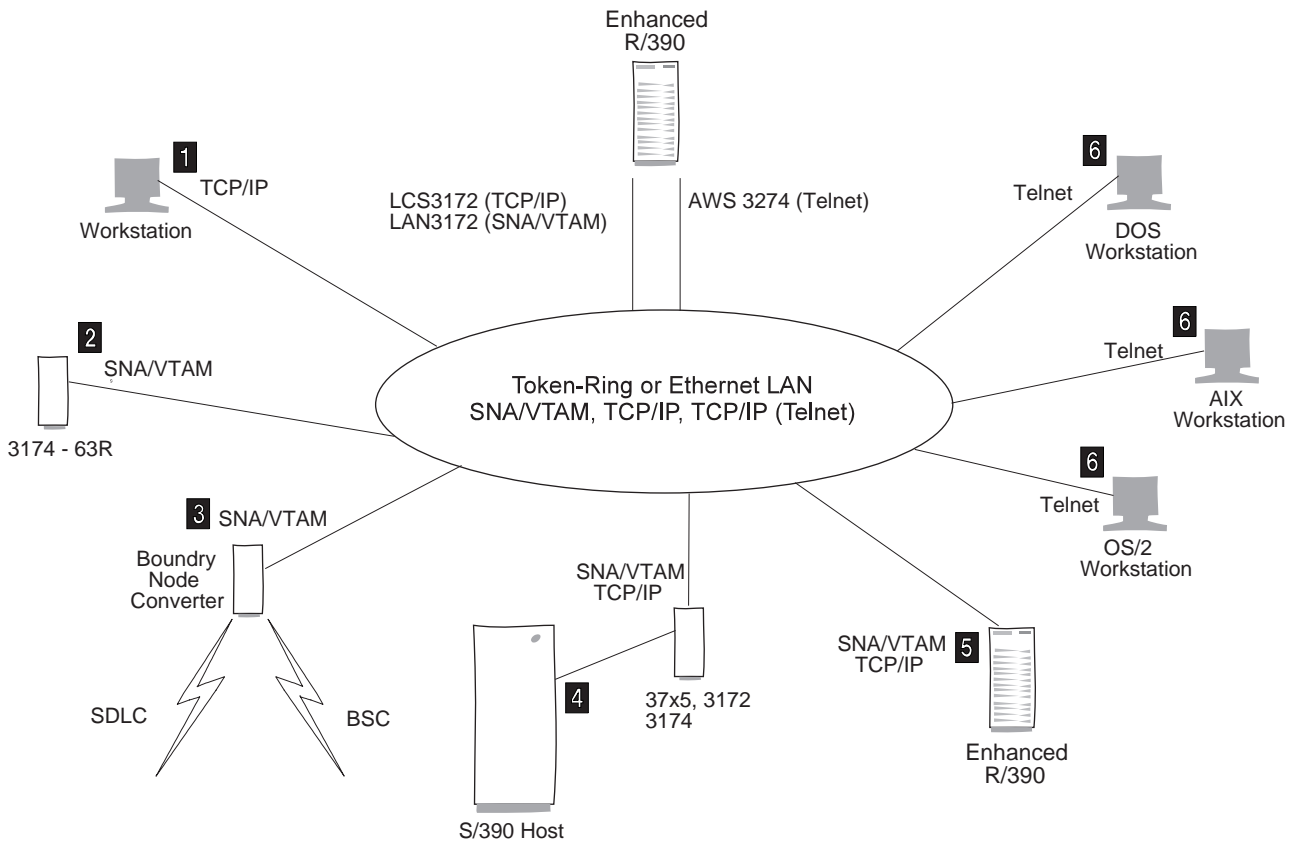 Enhanced
R/390
1
TCP/IP
Workstation
LCS3172 (TCP/IP)
LAN3172 (SNA/VTAM)
AWS 3274 (Telnet)
6
Telnet
DOS
Workstation
2
SNA/VTAM
3174 - 63R
Token-Ring or Ethernet LAN
SNA/VTAM, TCP/IP, TCP/IP (Telnet)
6
Telnet
AIX
Workstation
6
Telnet
OS/2
Workstation
3
SNA/VTAM
Boundry
Node
Converter
SDLC
BSC
SNA/VTAM
TCP/IP
4
37x5, 3172
3174
S/390 Host
SNA/VTAM
TCP/IP
5
Enhanced
R/390